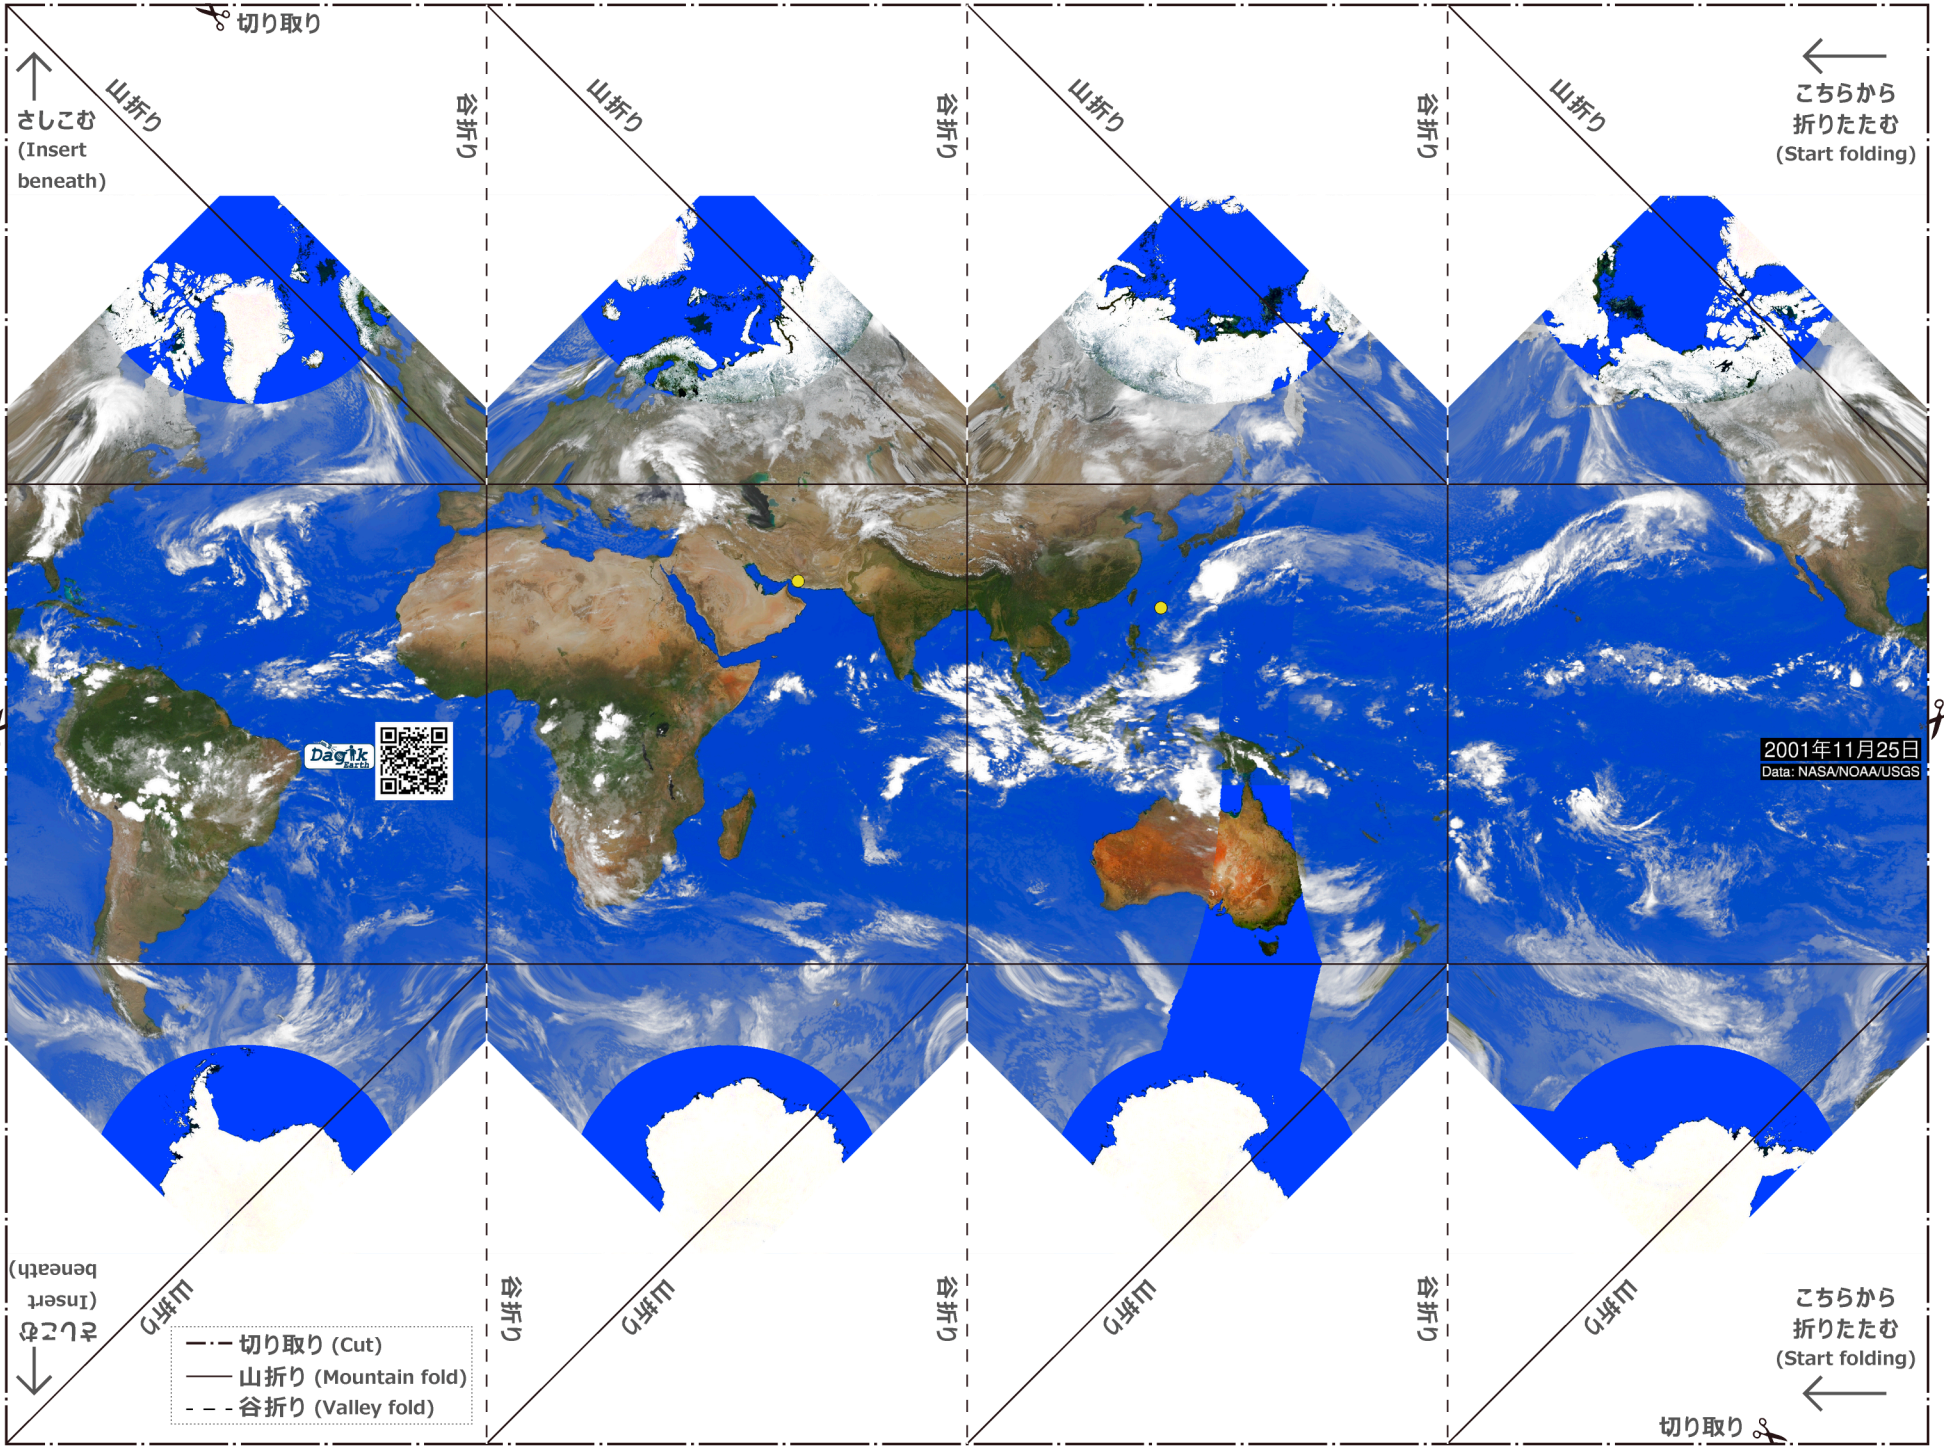 切り取り
山折り
谷折り
山折り
谷折り
山折り
谷折り
山折り
さしこむ
(Insert
beneath)
こちらから
折りたたむ
(Start folding)
Dagik
Earth
2001年11月25日
Data: NASA/NOAA/USGS
さしこむ
(Insert
beneath)
山折り
谷折り
山折り
谷折り
山折り
谷折り
山折り
こちらから
折りたたむ
(Start folding)
切り取り (Cut)
山折り (Mountain fold)
谷折り (Valley fold)
切り取り